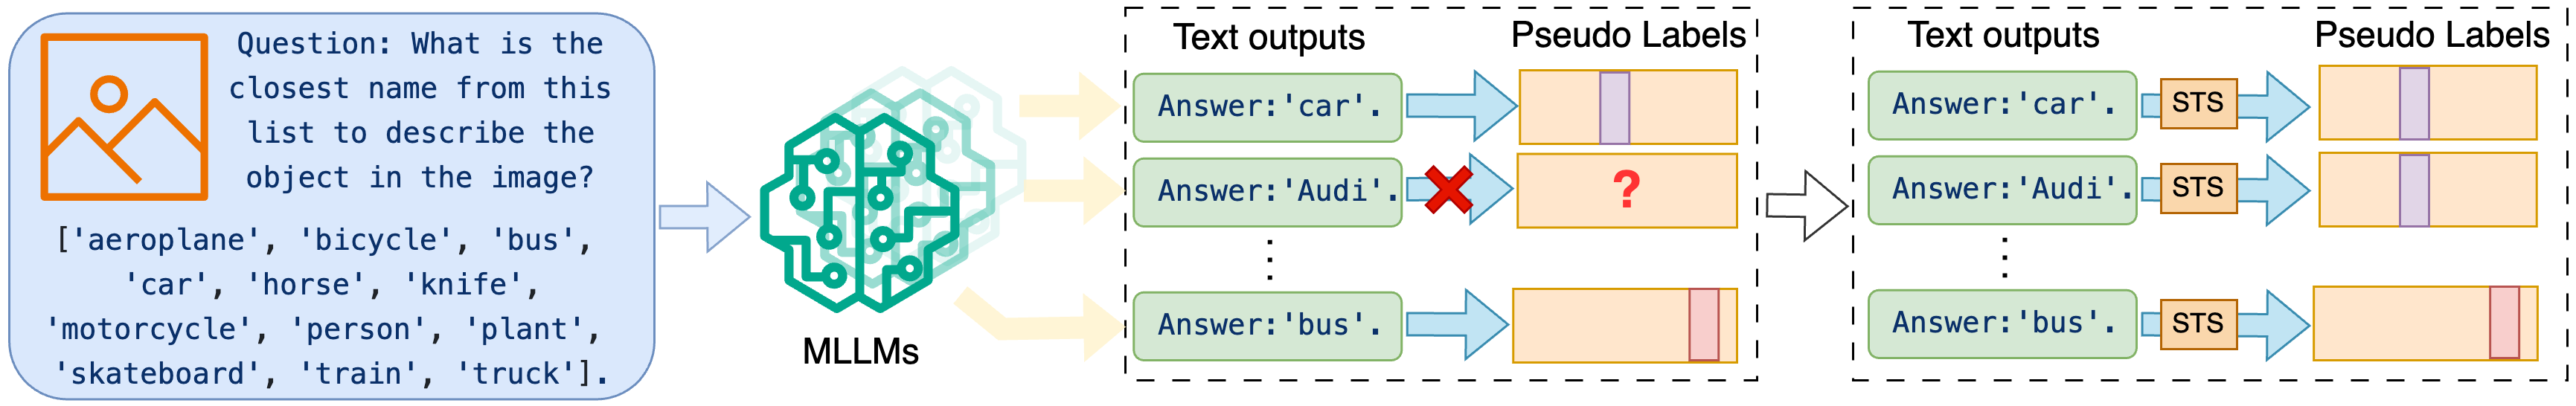 Question: What is the
closest name from this
list to describe the
object in the image?
['aeroplane', 'bicycle', 'bus',
'car', 'horse', 'knife',
'motorcycle', 'person', 'plant',
'skateboard', 'train', 'truck'].
MLLMs
Text outputs
Pseudo Labels
Answer:'car'.
Answer:'Audi'.
?
Answer:'bus'.
Text outputs
Pseudo Labels
Answer:'car'.
STS
Answer:'Audi'.
STS
Answer:'bus'.
STS